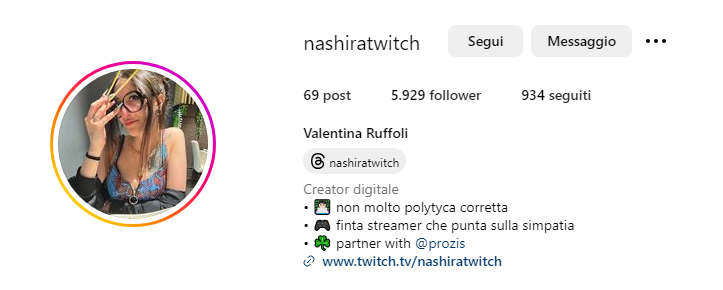 nashiratwitch
Segui
Messaggio
69 post
5.929 follower
934 seguiti
Valentina Ruffoli
nashiratwitch
Creator digitale
• 👩🏻‍💻 non molto polytyca corretta
• 🎮 finta streamer che punta sulla simpatia
• 🍀 partner with @prozis
www.twitch.tv/nashiratwitch